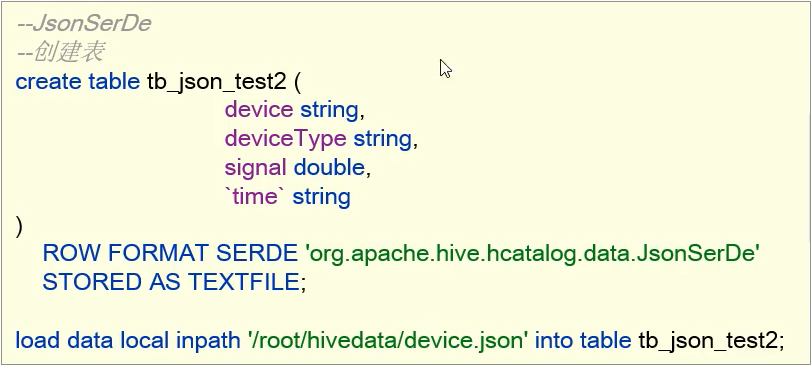 --JsonSerDe
--创建表
create table tb_json_test2 (
device string,
deviceType string,
signal double,
`time` string
)
ROW FORMAT SERDE 'org.apache.hive.hcatalog.data.JsonSerDe'
STORED AS TEXTFILE;
load data local inpath '/root/hivedata/device.json' into table tb_json_test2;